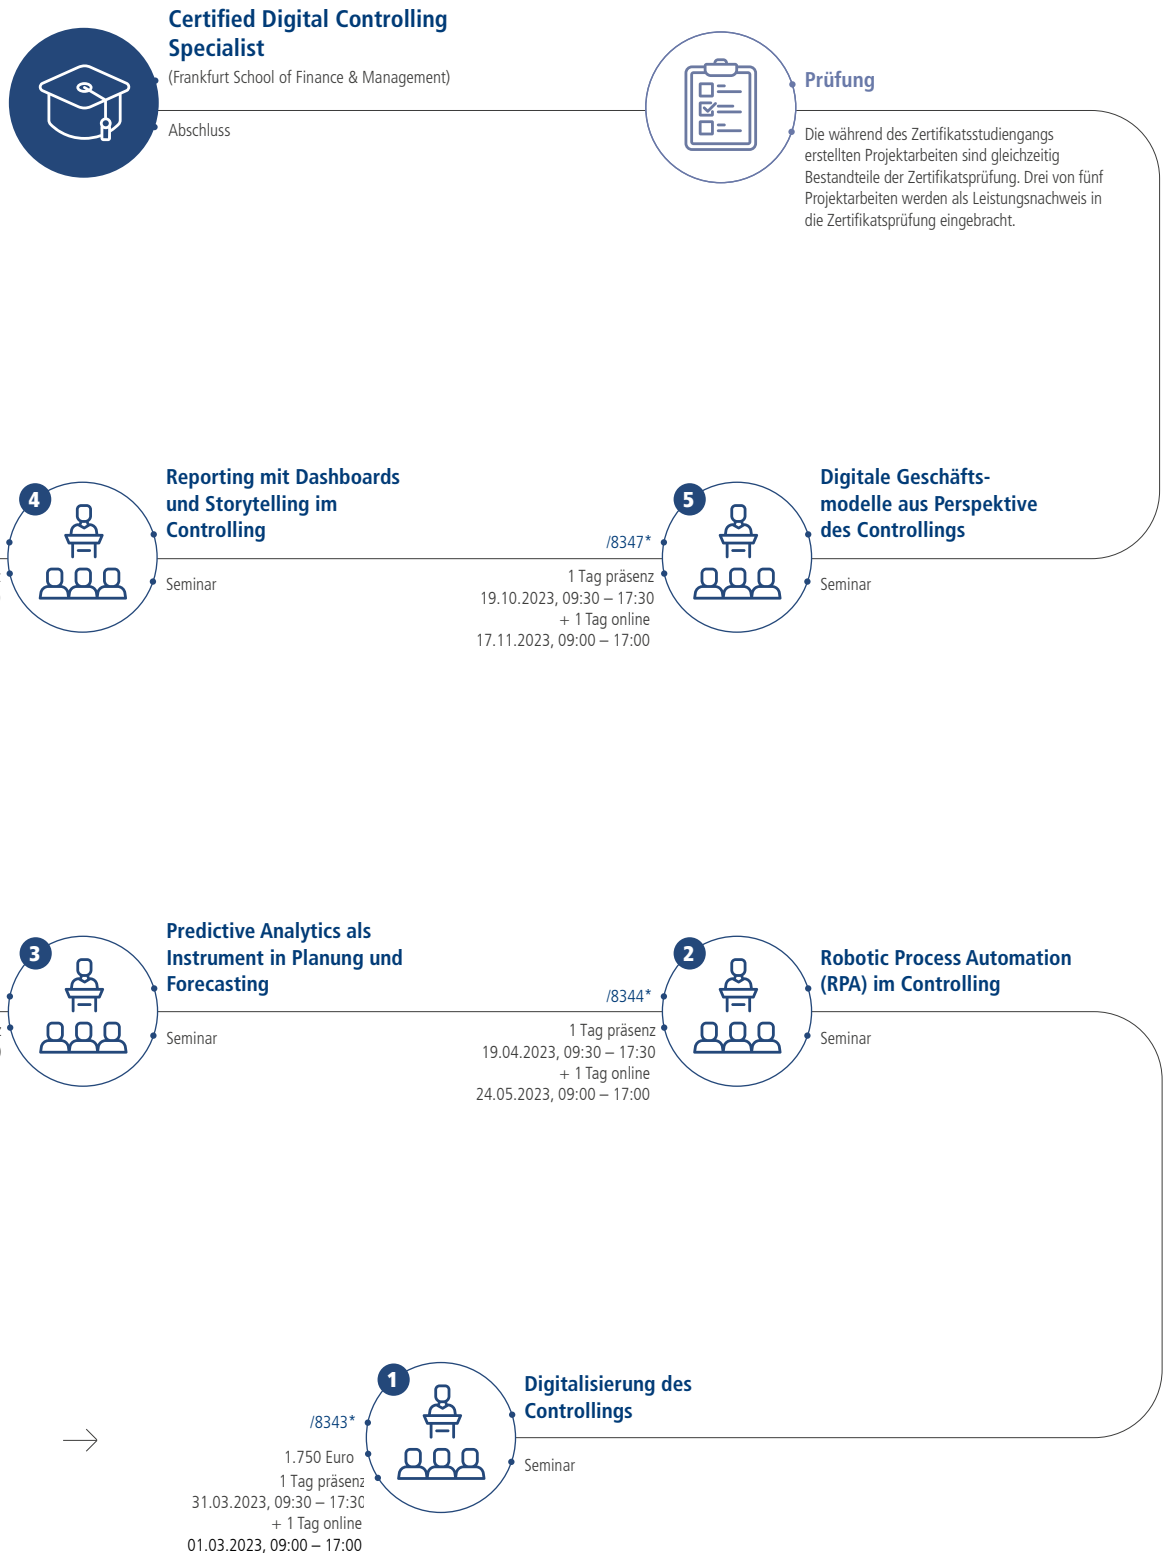 Certified Digital Controlling
Specialist
(Frankfurt School of Finance & Management)
Abschluss
Prüfung
Die während des Zertifikatsstudiengangs
erstellten Projektarbeiten sind gleichzeitig
Bestandteile der Zertifikatsprüfung. Drei von fünf
Projektarbeiten werden als Leistungsnachweis in
die Zertifikatsprüfung eingebracht.
4
Reporting mit Dashboards
und Storytelling im
Controlling
Seminar
/8347*
1 Tag präsenz
19.10.2023, 09:30 – 17:30
+ 1 Tag online
17.11.2023, 09:00 – 17:00
5
Digitale Geschäfts-
modelle aus Perspektive
des Controllings
Seminar
3
Predictive Analytics als
Instrument in Planung und
Forecasting
Seminar
/8344*
1 Tag präsenz
19.04.2023, 09:30 – 17:30
+ 1 Tag online
24.05.2023, 09:00 – 17:00
2
Robotic Process Automation
(RPA) im Controlling
Seminar
/8343*
1.750 Euro
1 Tag präsenz
31.03.2023, 09:30 – 17:30
+ 1 Tag online
01.03.2023, 09:00 – 17:00
1
Digitalisierung des
Controllings
Seminar